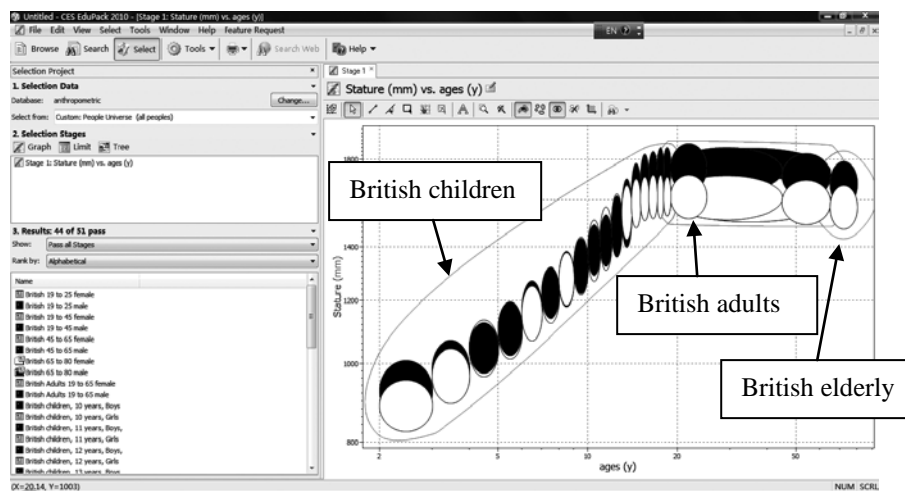 Untitled - CES EduPack 2010 - [Stage 1: Stature (mm) vs. ages (y)]
File Edit View Select Tools Window Help Feature Request
EN
Browse Search Select Tools Search Web Help
Selection Project
1. Selection Data
Database: anthropometric Change...
Select from: Custom: People Universe (all peoples)
2. Selection Stages
Graph Limit Tree
Stage 1: Stature (mm) vs. ages (y)
3. Results: 44 of 51 pass
Show: Pass all Stages
Rank by: Alphabetical
Name
British 19 to 25 female
British 19 to 25 male
British 19 to 45 female
British 19 to 45 male
British 45 to 65 female
British 45 to 65 male
British 65 to 80 female
British 65 to 80 male
British Adults 19 to 65 female
British Adults 19 to 65 male
British children, 10 years, Boys
British children, 10 years, Girls
British children, 11 years, Boys,
British children, 11 years, Girls
British children, 12 years, Boys,
British children, 12 years, Girls
British children, 13 years, Boys,
Stage 1
Stature (mm) vs. ages (y)
1800
1400
1200
1000
800
Stature (mm)
British children
British adults
British elderly
2 5 10 20 50
ages (y)
(X=20.14, Y=1003) NUM SCRL